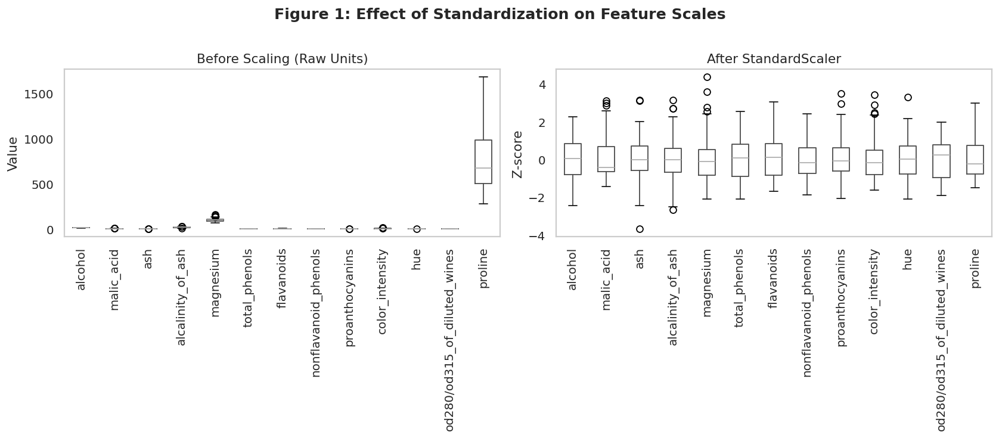 Figure 1: Effect of Standardization on Feature Scales
Before Scaling (Raw Units)
Value
1500
1000
500
0
alcohol
malic_acid
ash
alcalinity_of_ash
magnesium
total_phenols
flavanoids
nonflavanoid_phenols
proanthocyanins
color_intensity
hue
od280/od315_of_diluted_wines
proline
After StandardScaler
Z-score
4
2
0
−2
−4
alcohol
malic_acid
ash
alcalinity_of_ash
magnesium
total_phenols
flavanoids
nonflavanoid_phenols
proanthocyanins
color_intensity
hue
od280/od315_of_diluted_wines
proline